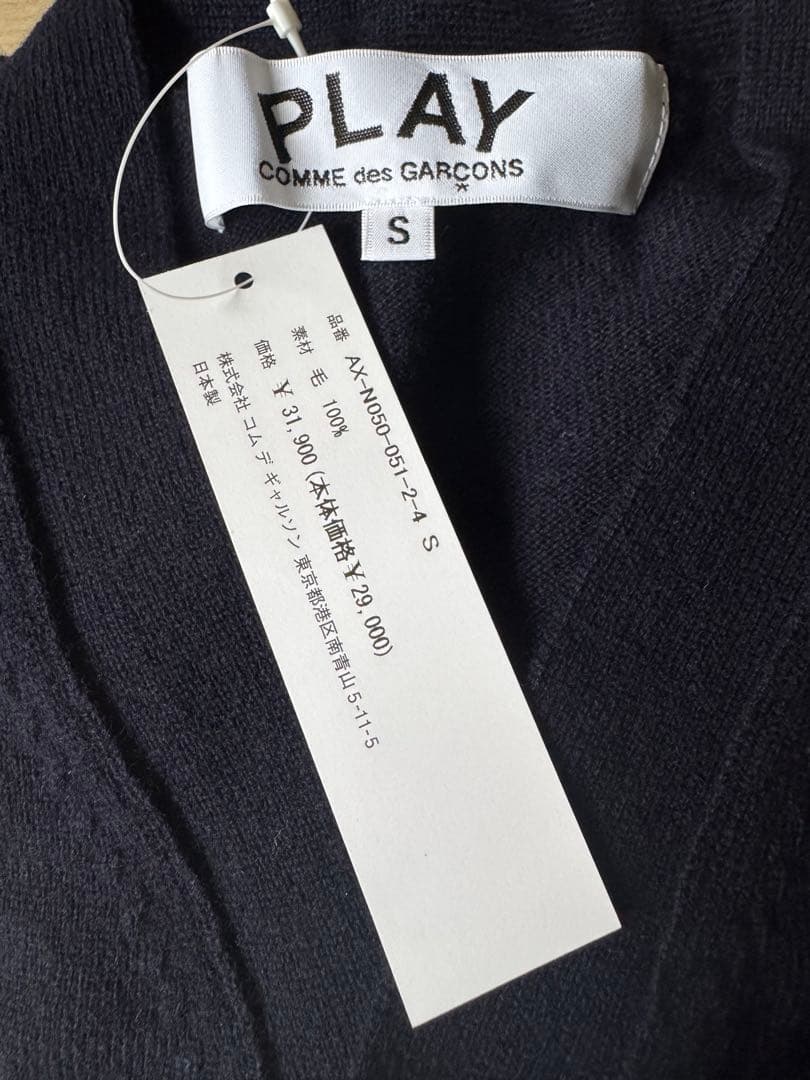 PLAY
COMME des GARÇONS
S
品番 AX-N050-051-2-4 S
素材 毛 100%
価格 ¥ 31,900 (本体価格¥ 29,000)
株式会社 コム デ ギャルソン 東京都港区南青山 5-11-5
日本製